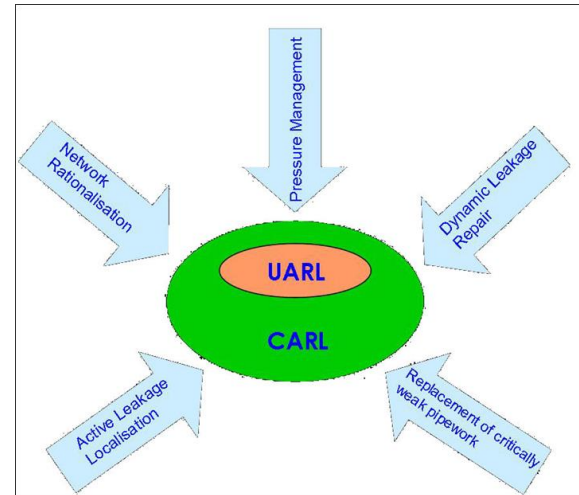 Pressure Management
Network
Rationalisation
Dynamic Leakage
Repair
UARL
CARL
Active Leakage
Localisation
Replacement of critically
weak pipework